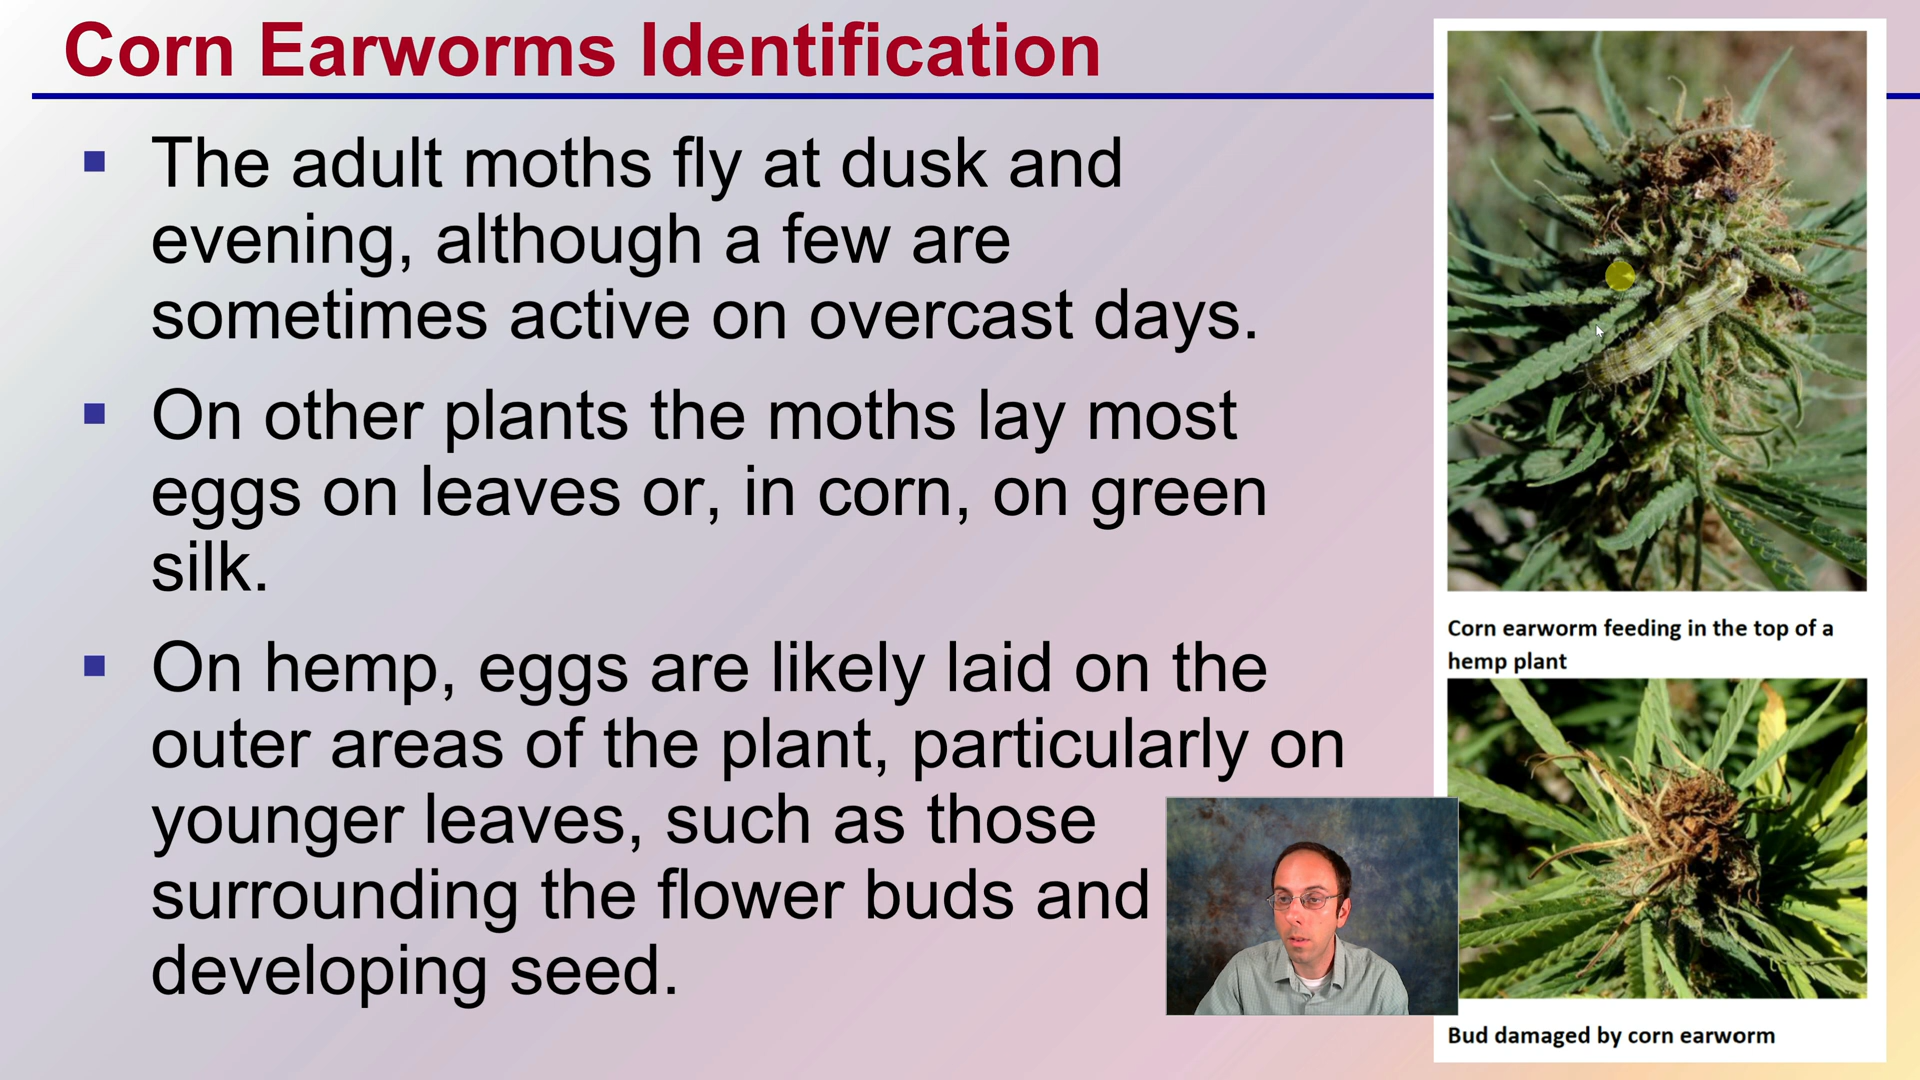 Corn Earworms Identification
The adult moths fly at dusk and
evening, although a few are
sometimes active on overcast days.
On other plants the moths lay most
eggs on leaves or, in corn, on green
silk.
On hemp, eggs are likely laid on the
outer areas of the plant, particularly on
younger leaves, such as those
surrounding the flower buds and
developing seed.
Corn earworm feeding in the top of a
hemp plant
Bud damaged by corn earworm